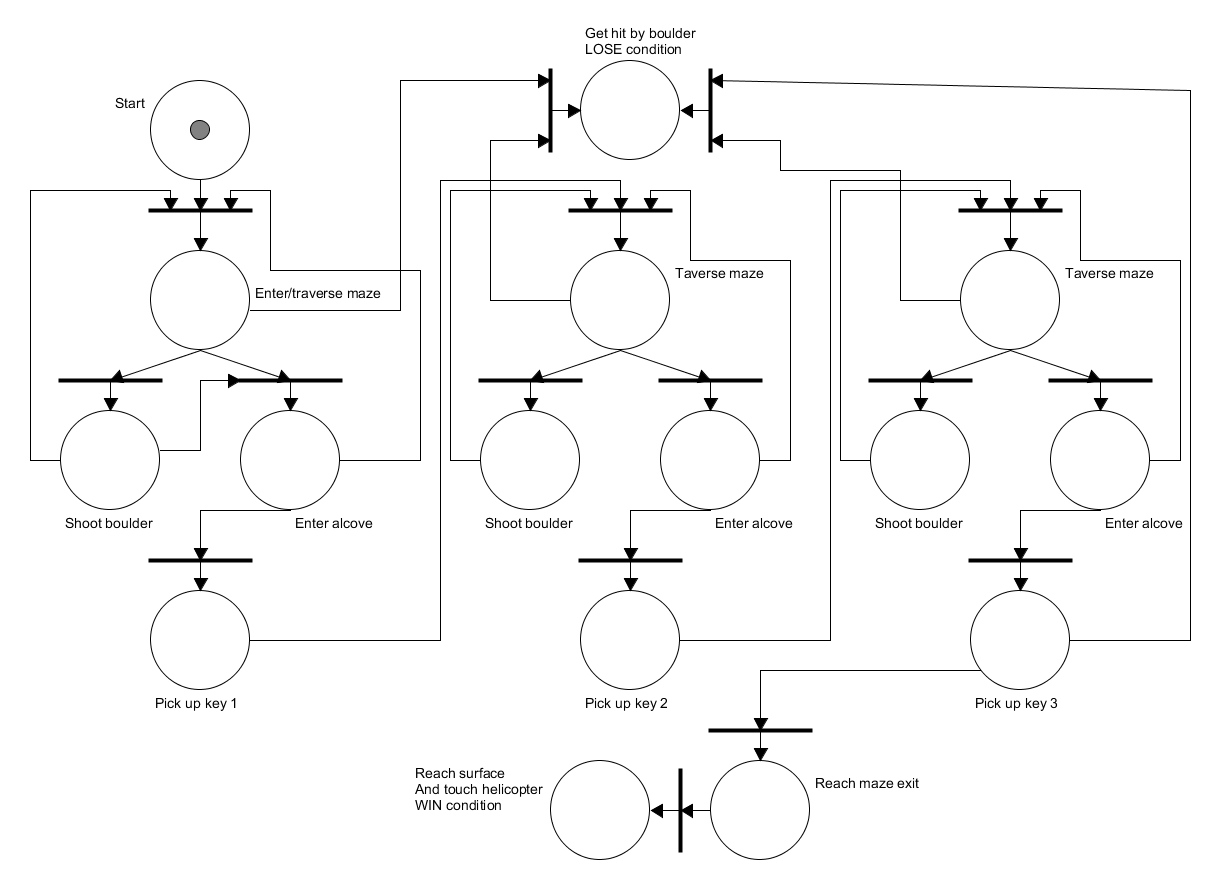 Get hit by boulder
LOSE condition
Start
Enter/traverse maze
Taverse maze
Taverse maze
Shoot boulder
Enter alcove
Shoot boulder
Enter alcove
Shoot boulder
Enter alcove
Pick up key 1
Pick up key 2
Pick up key 3
Reach surface
And touch helicopter
WIN condition
Reach maze exit